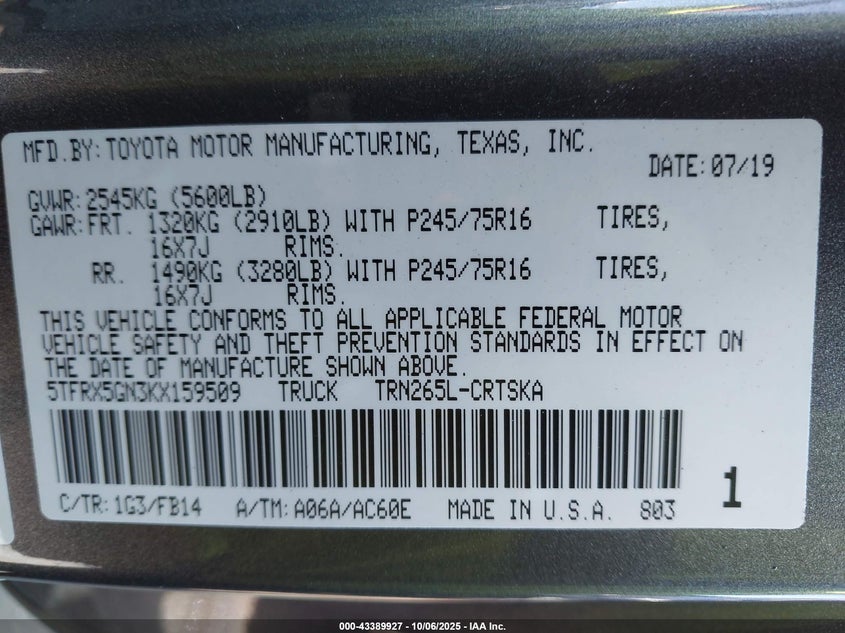 MFD.BY: TOYOTA MOTOR MANUFACTURING, TEXAS, INC.
DATE: 07/19
GVWR: 2545KG (5600LB)
GAWR: FRT. 1320KG (2910LB) WITH P245/75R16 TIRES,
16X7J RIMS.
RR. 1490KG (3280LB) WITH P245/75R16 TIRES,
16X7J RIMS.
THIS VEHICLE CONFORMS TO ALL APPLICABLE FEDERAL MOTOR
VEHICLE SAFETY AND THEFT PREVENTION STANDARDS IN EFFECT ON
THE DATE OF MANUFACTURE SHOWN ABOVE.
5TFRX5GN3KX159509 TRUCK TRN265L-CRTSKA
C/TR: 1G3/FB14 A/TM: A06A/AC60E MADE IN U.S.A. 803
1
000-43389927 - 10/06/2025 - IAA Inc.